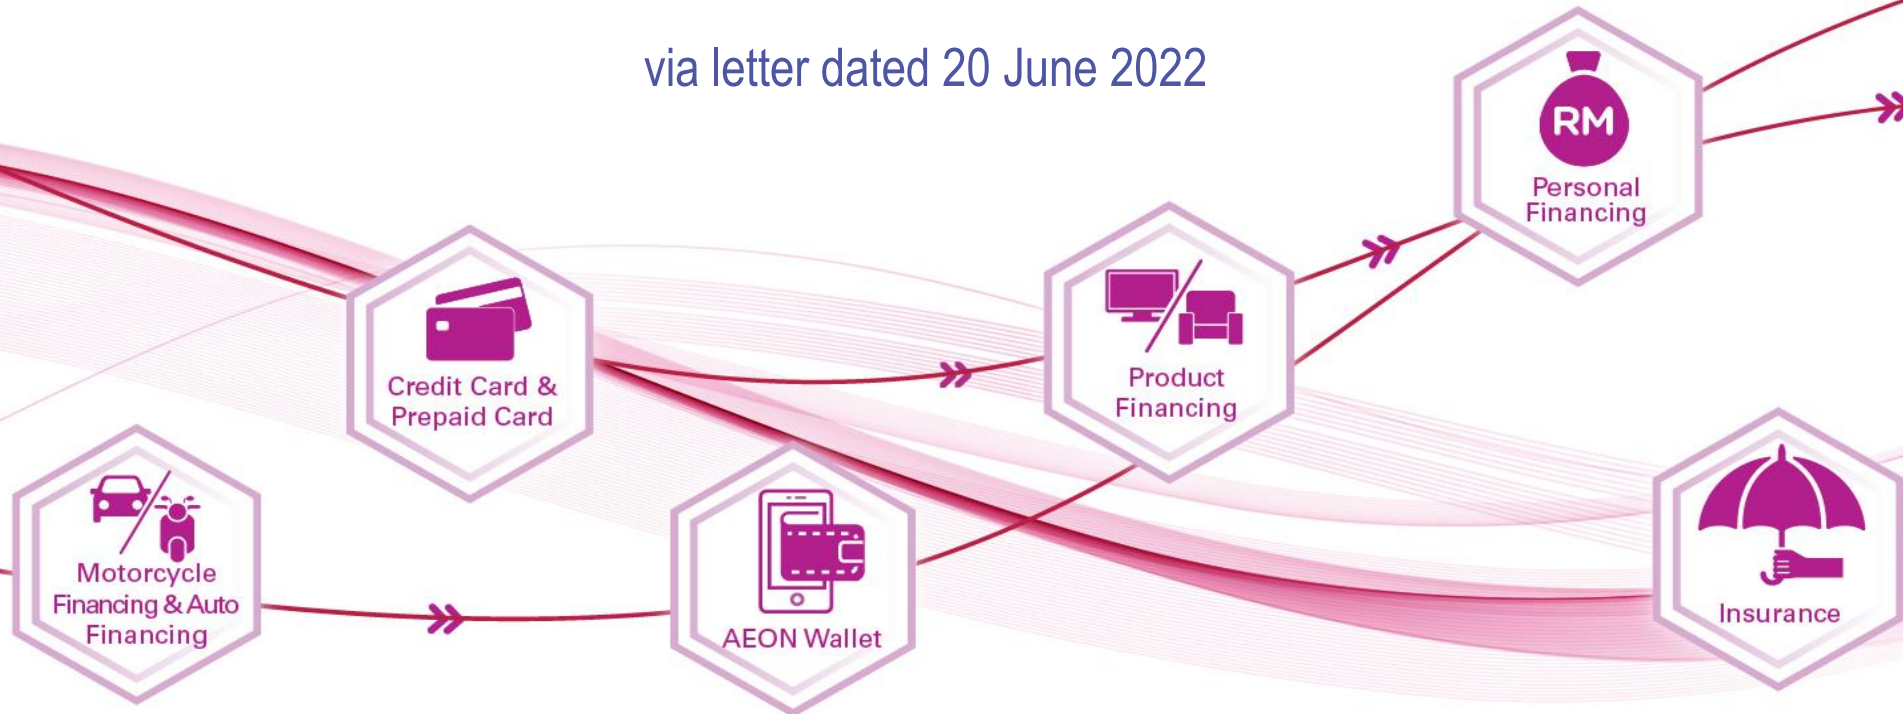 via letter dated 20 June 2022
RM
Personal
Financing
Credit Card &
Prepaid Card
Product
Financing
Motorcycle
Financing & Auto
Financing
AEON Wallet
Insurance